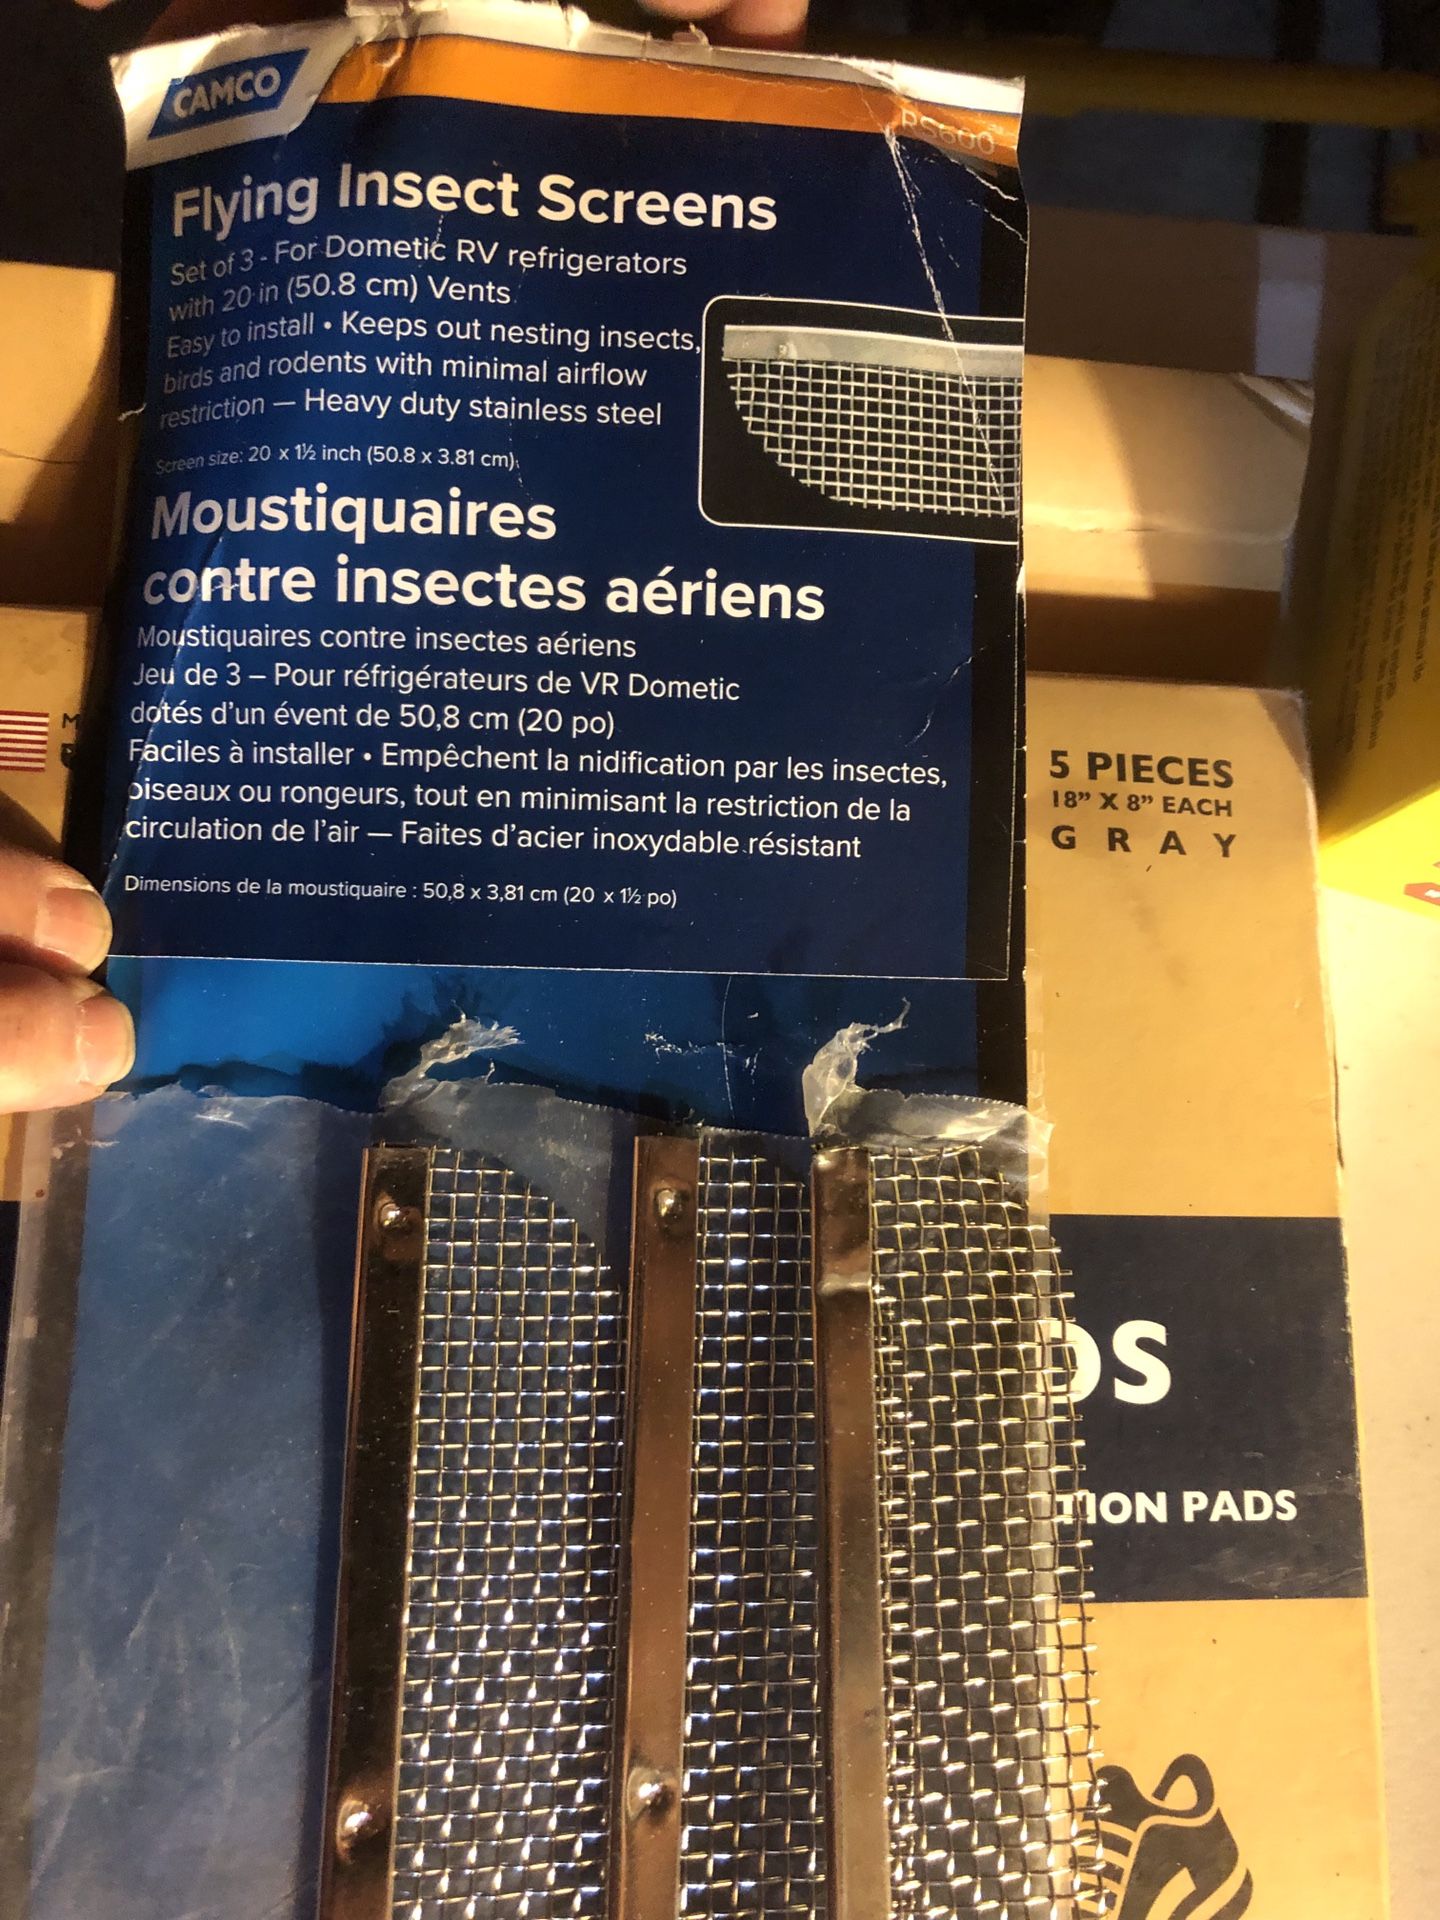 CAMCO
RS600
Flying Insect Screens
Set of 3 - For Dometic RV refrigerators
with 20 in (50.8 cm) Vents
Easy to install • Keeps out nesting insects,
birds and rodents with minimal airflow
restriction — Heavy duty stainless steel
Screen size: 20 x 1½ inch (50.8 x 3.81 cm)
Moustiquaires
contre insectes aériens
Moustiquaires contre insectes aériens
Jeu de 3 – Pour réfrigérateurs de VR Dometic
dotés d'un évent de 50,8 cm (20 po)
Faciles à installer • Empêchent la nidification par les insectes,
oiseaux ou rongeurs, tout en minimisant la restriction de la
circulation de l'air — Faites d'acier inoxydable résistant
Dimensions de la moustiquaire : 50,8 x 3,81 cm (20 x 1½ po)
5 PIECES
18" X 8" EACH
GRAY
DS
TION PADS